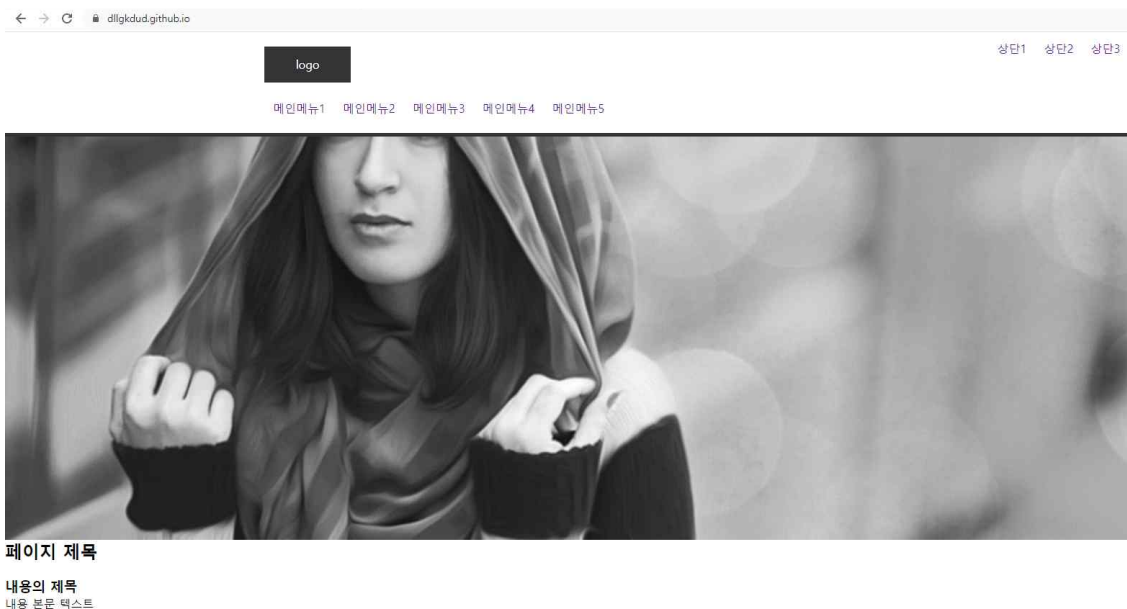 dllgkdud.github.io
상단1 상단2 상단3
logo
메인메뉴1 메인메뉴2 메인메뉴3 메인메뉴4 메인메뉴5
페이지 제목
내용의 제목
내용 본문 텍스트